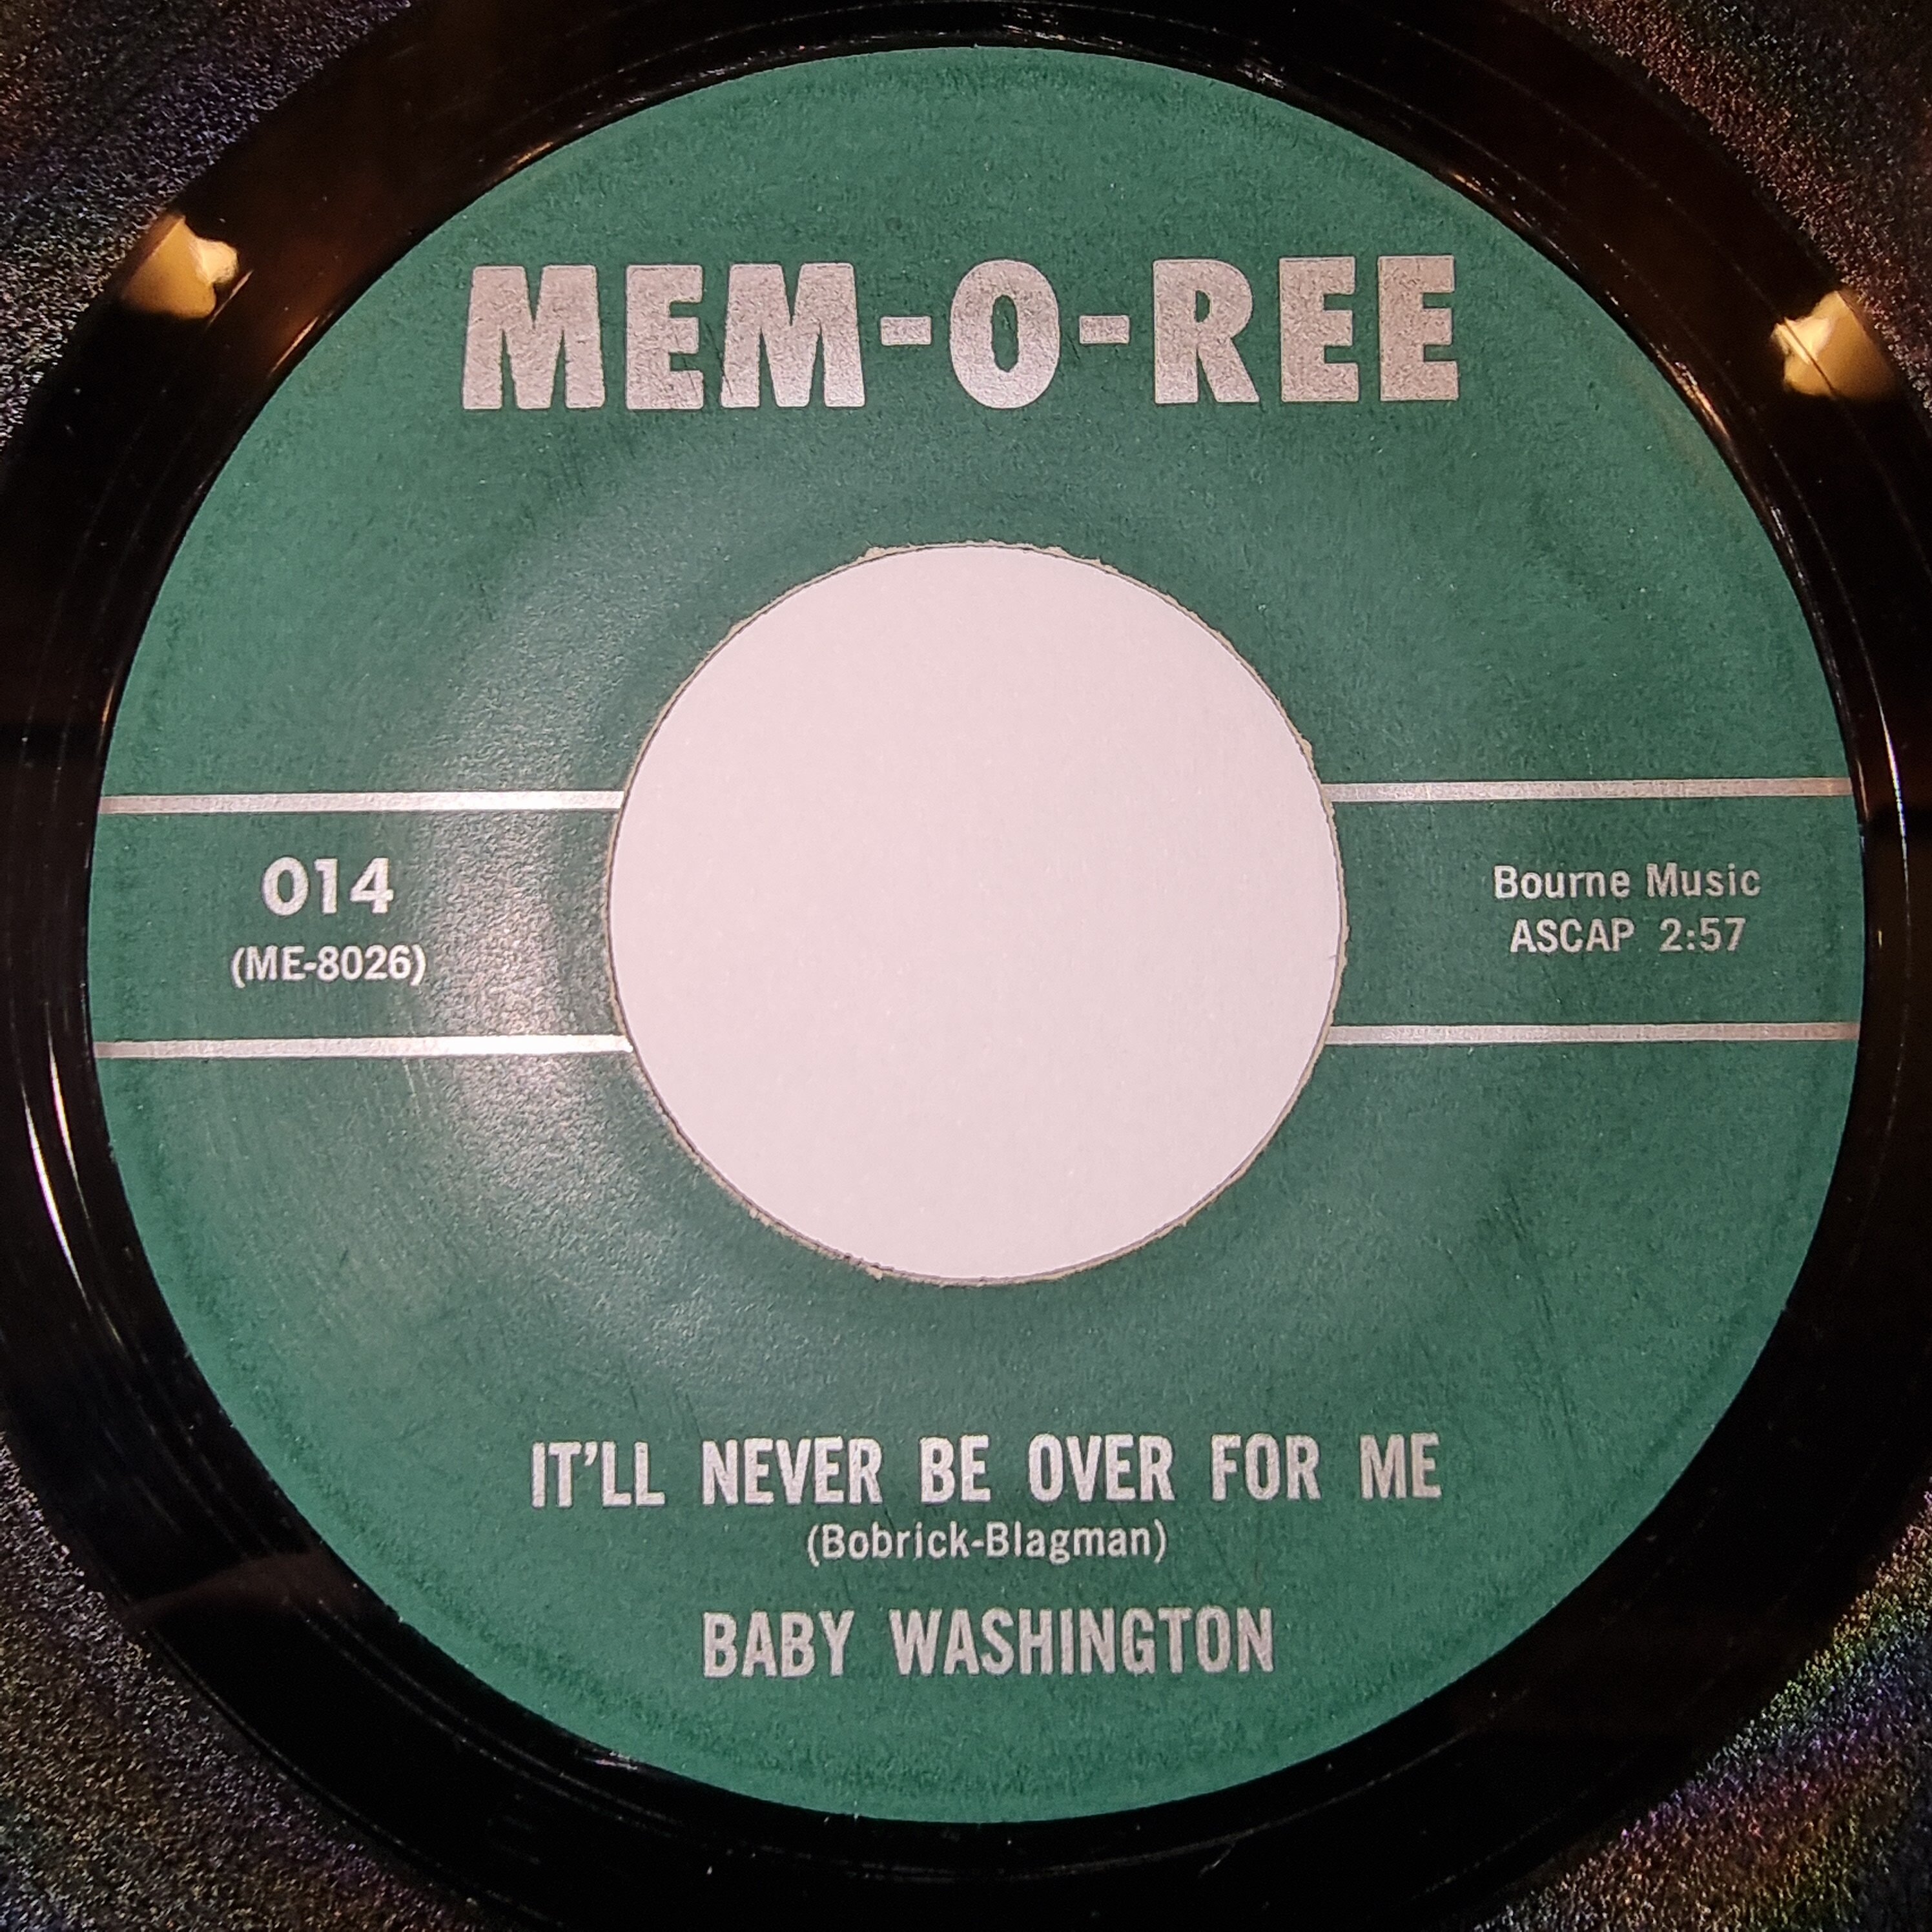 MEM-O-REE
014
(ME-8026)
Bourne Music
ASCAP 2:57
IT'LL NEVER BE OVER FOR ME
(Bobrick-Blagman)
BABY WASHINGTON